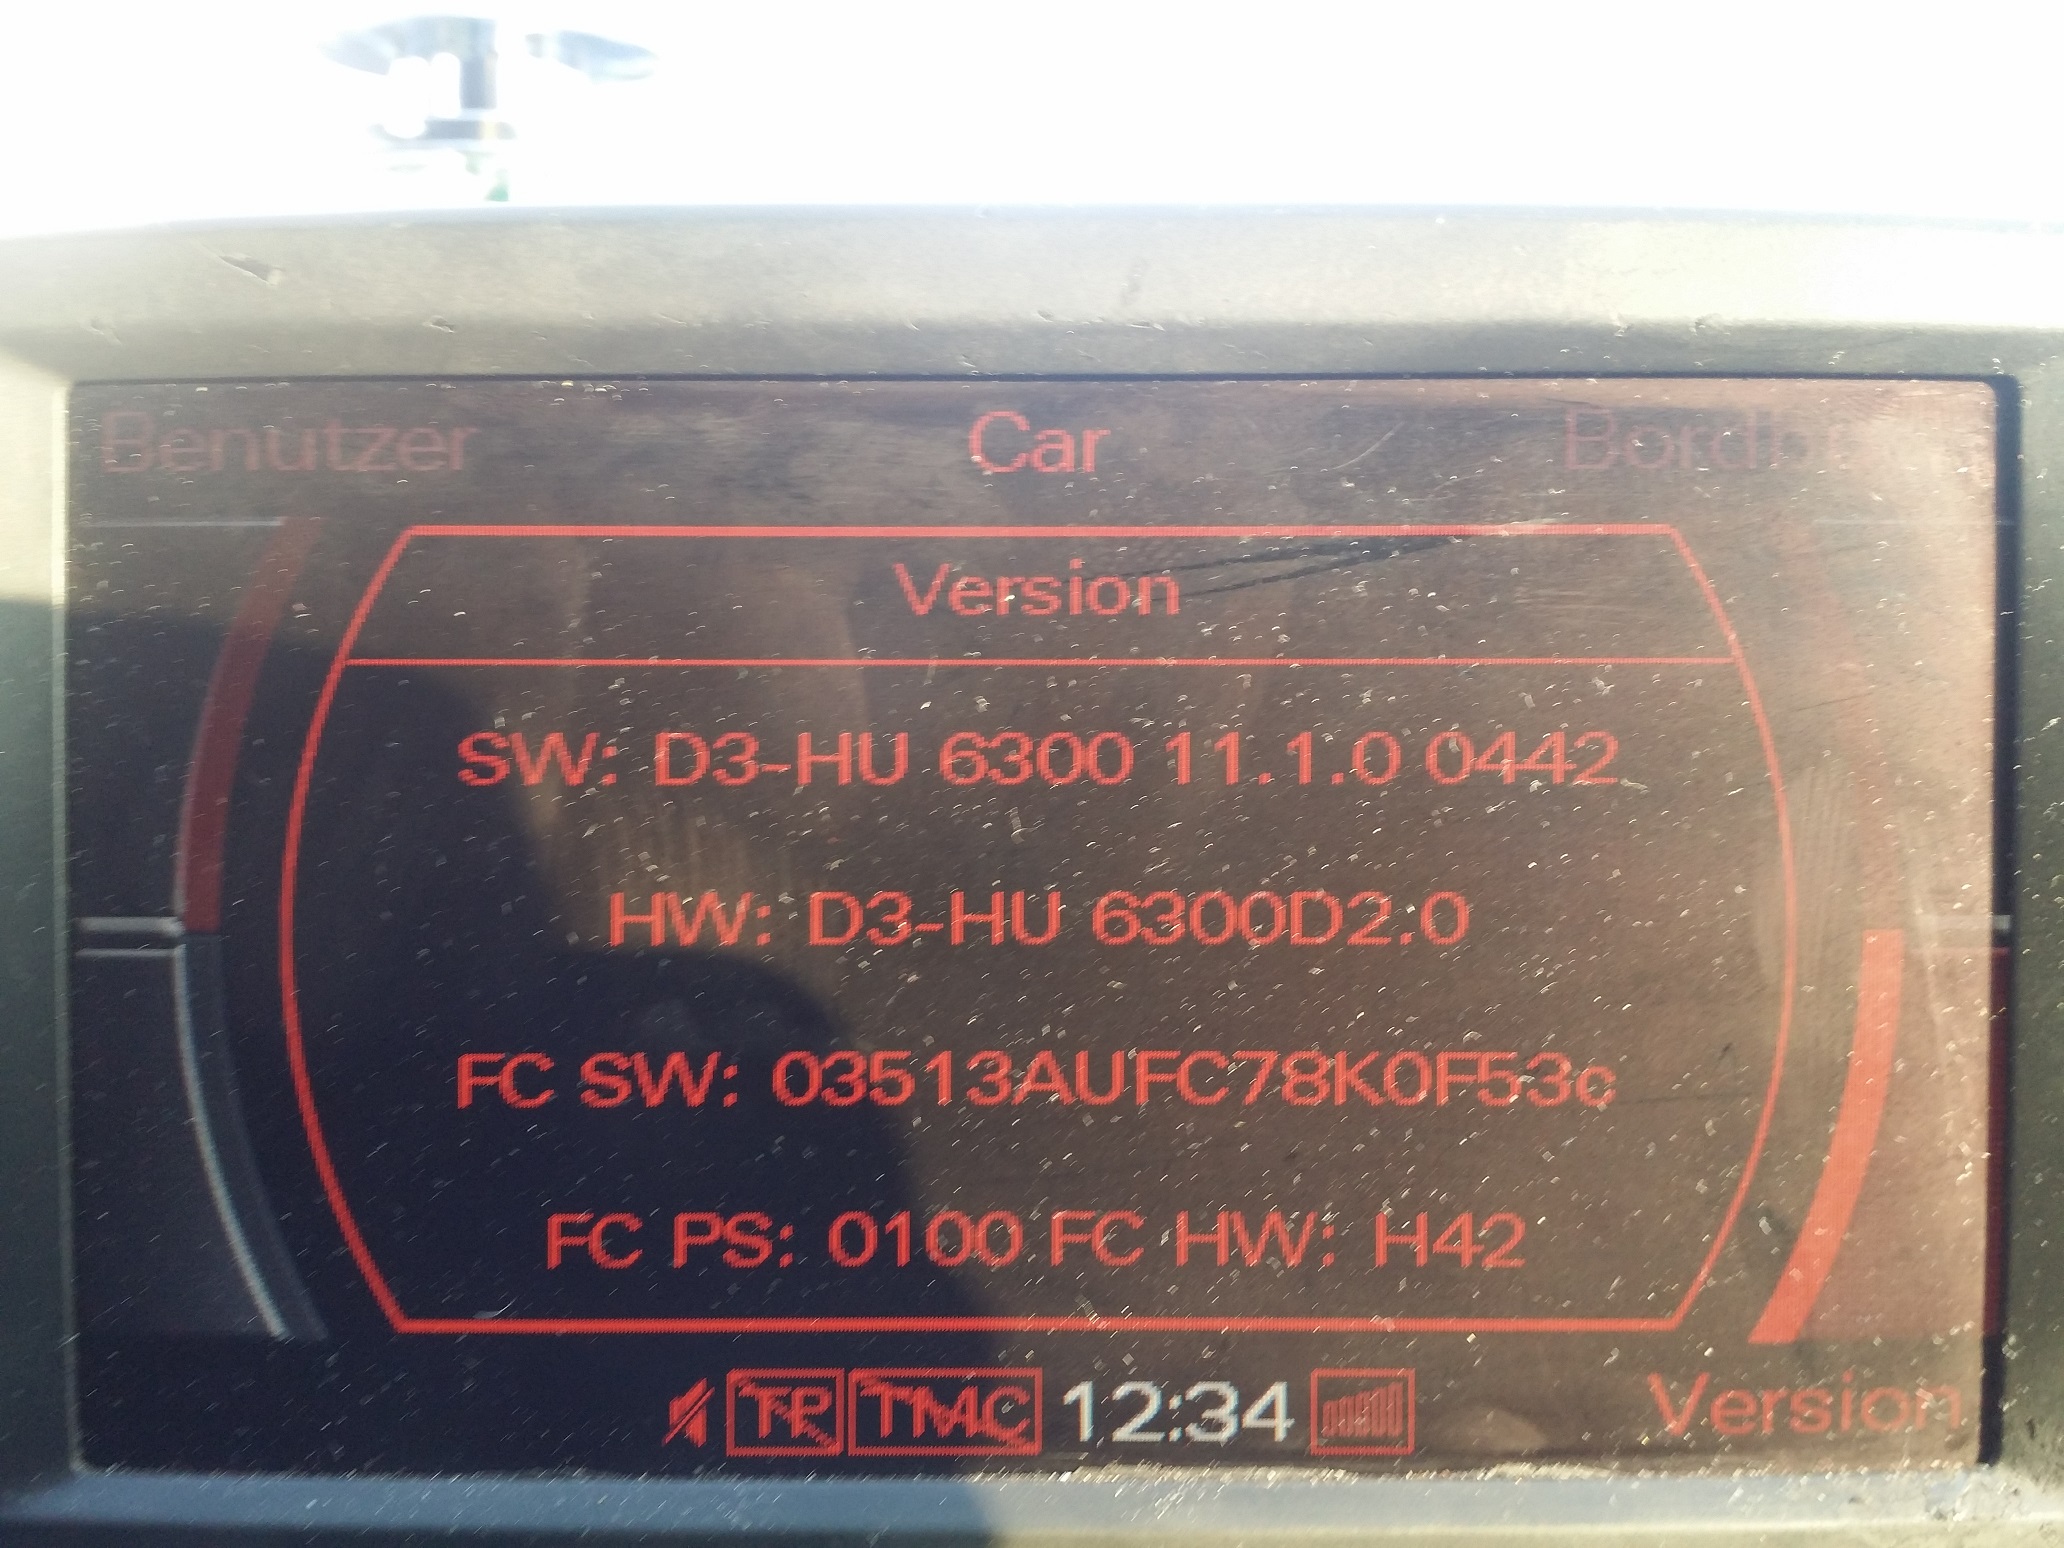 Benutzer Car
Version
SW: D3-HU 6300 11.1.0 0442
HW: D3-HU 6300D2.0
FC SW: 03513AUFC78K0F53c
FC PS: 0100 FC HW: H42
TP TMC 12:34 Version